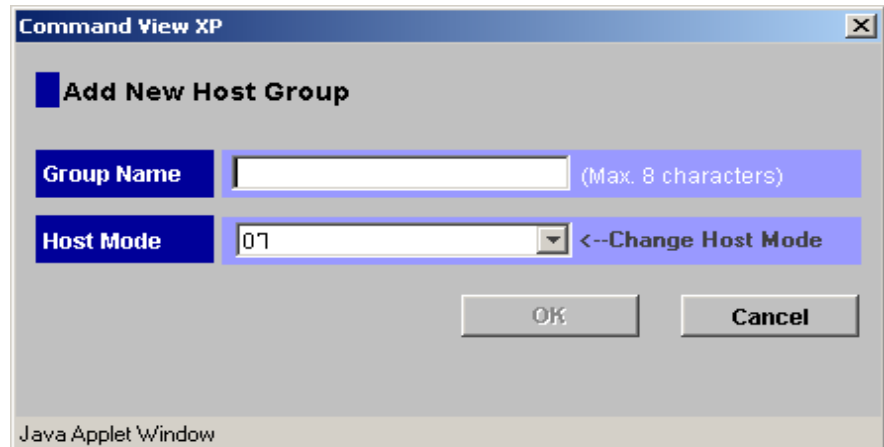 Command View XP
Add New Host Group
Group Name (Max. 8 characters)
Host Mode 07 <--Change Host Mode
OK Cancel
Java Applet Window